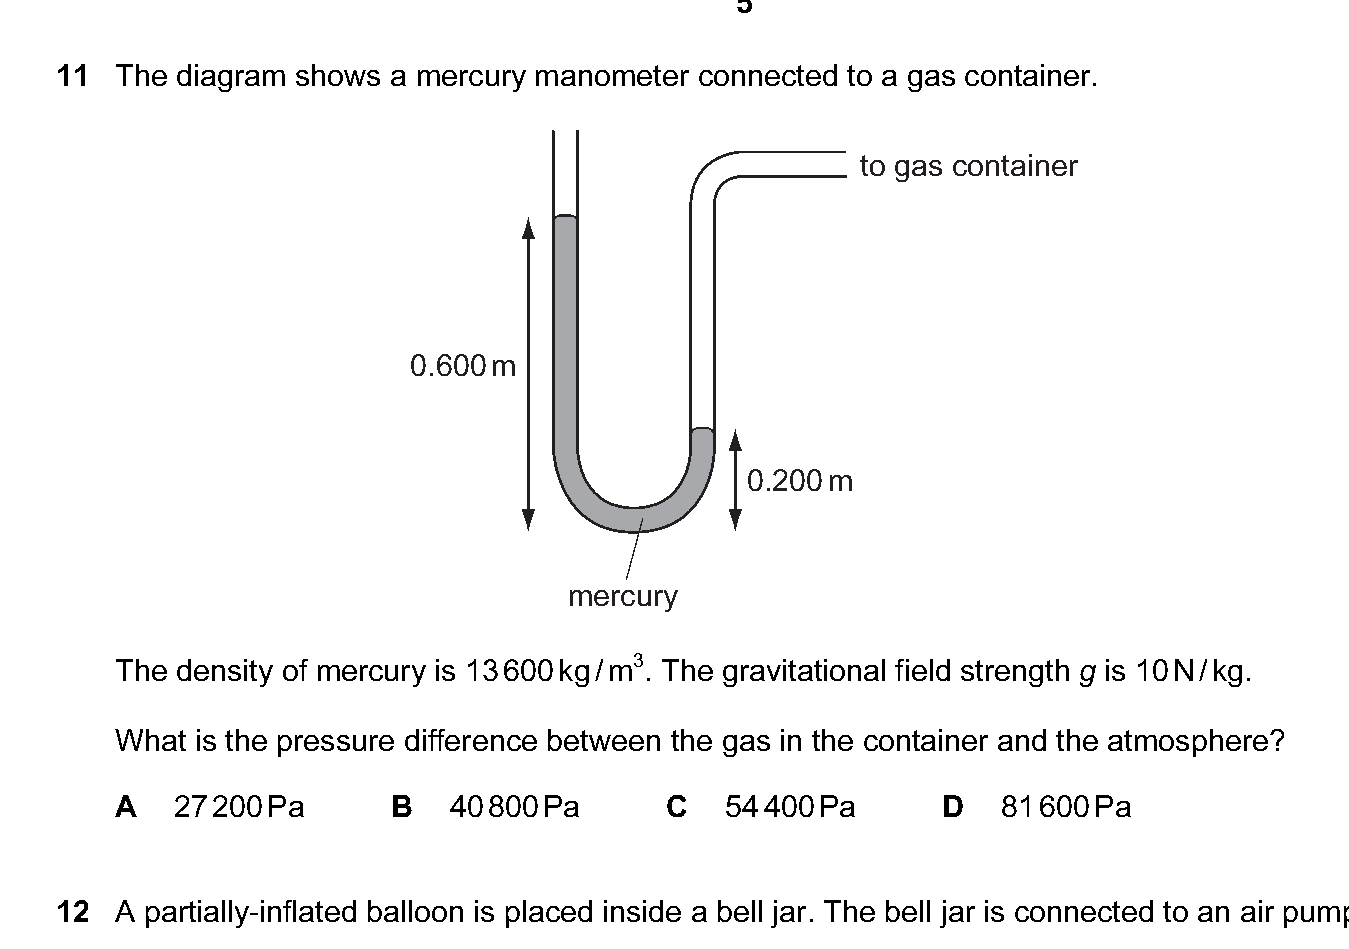 5
11 The diagram shows a mercury manometer connected to a gas container.
to gas container
0.600 m
0.200 m
mercury
The density of mercury is 13 600 kg / m³. The gravitational field strength g is 10 N / kg.
What is the pressure difference between the gas in the container and the atmosphere?
A 27 200 Pa B 40 800 Pa C 54 400 Pa D 81 600 Pa
12 A partially-inflated balloon is placed inside a bell jar. The bell jar is connected to an air pump